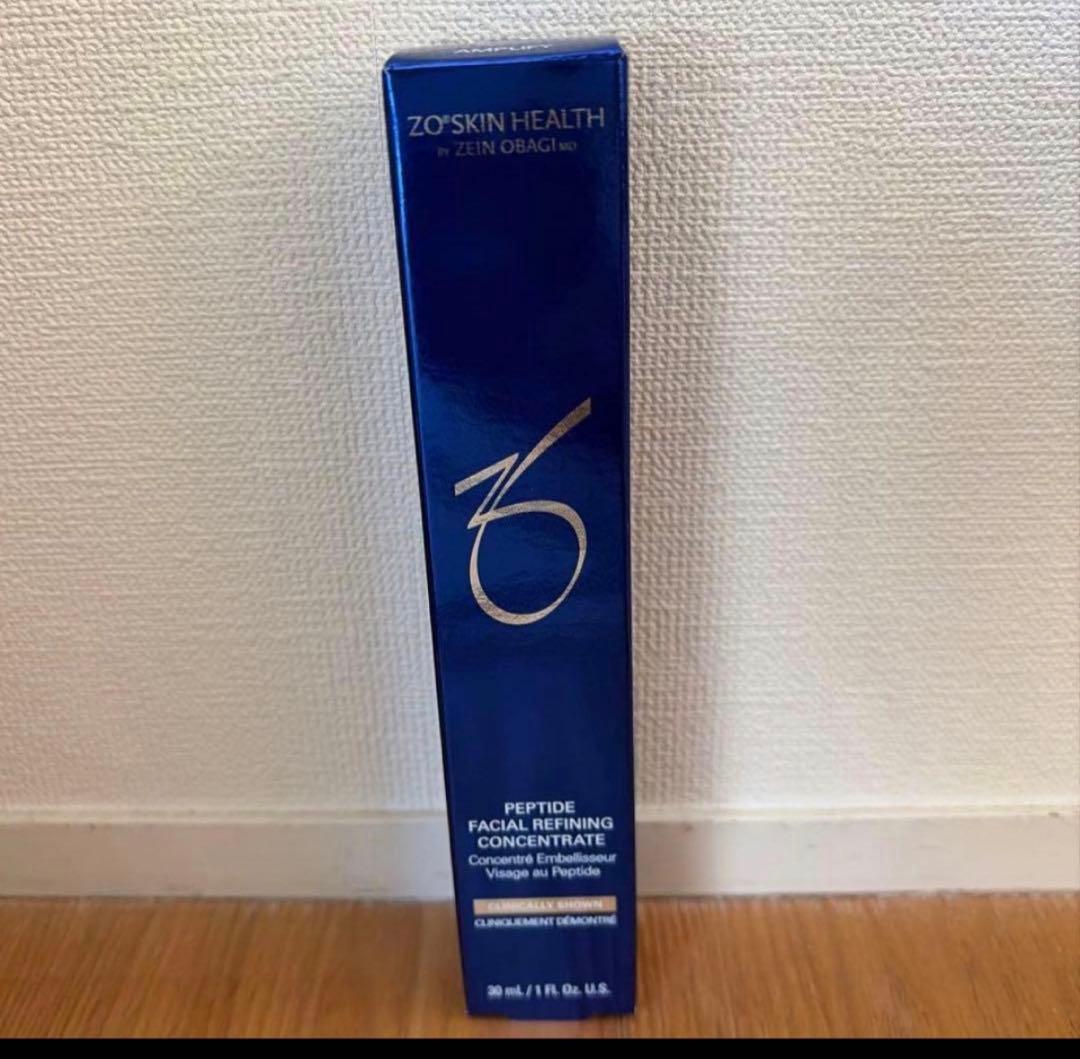 AMPLIFY
ZO® SKIN HEALTH
BY ZEIN OBAGI MD
ZO
PEPTIDE
FACIAL REFINING
CONCENTRATE
Concentré Embellisseur
Visage au Peptide
CLINICALLY SHOWN
CLINIQUEMENT DÉMONTRÉ
30 mL / 1 FL. Oz. U.S.